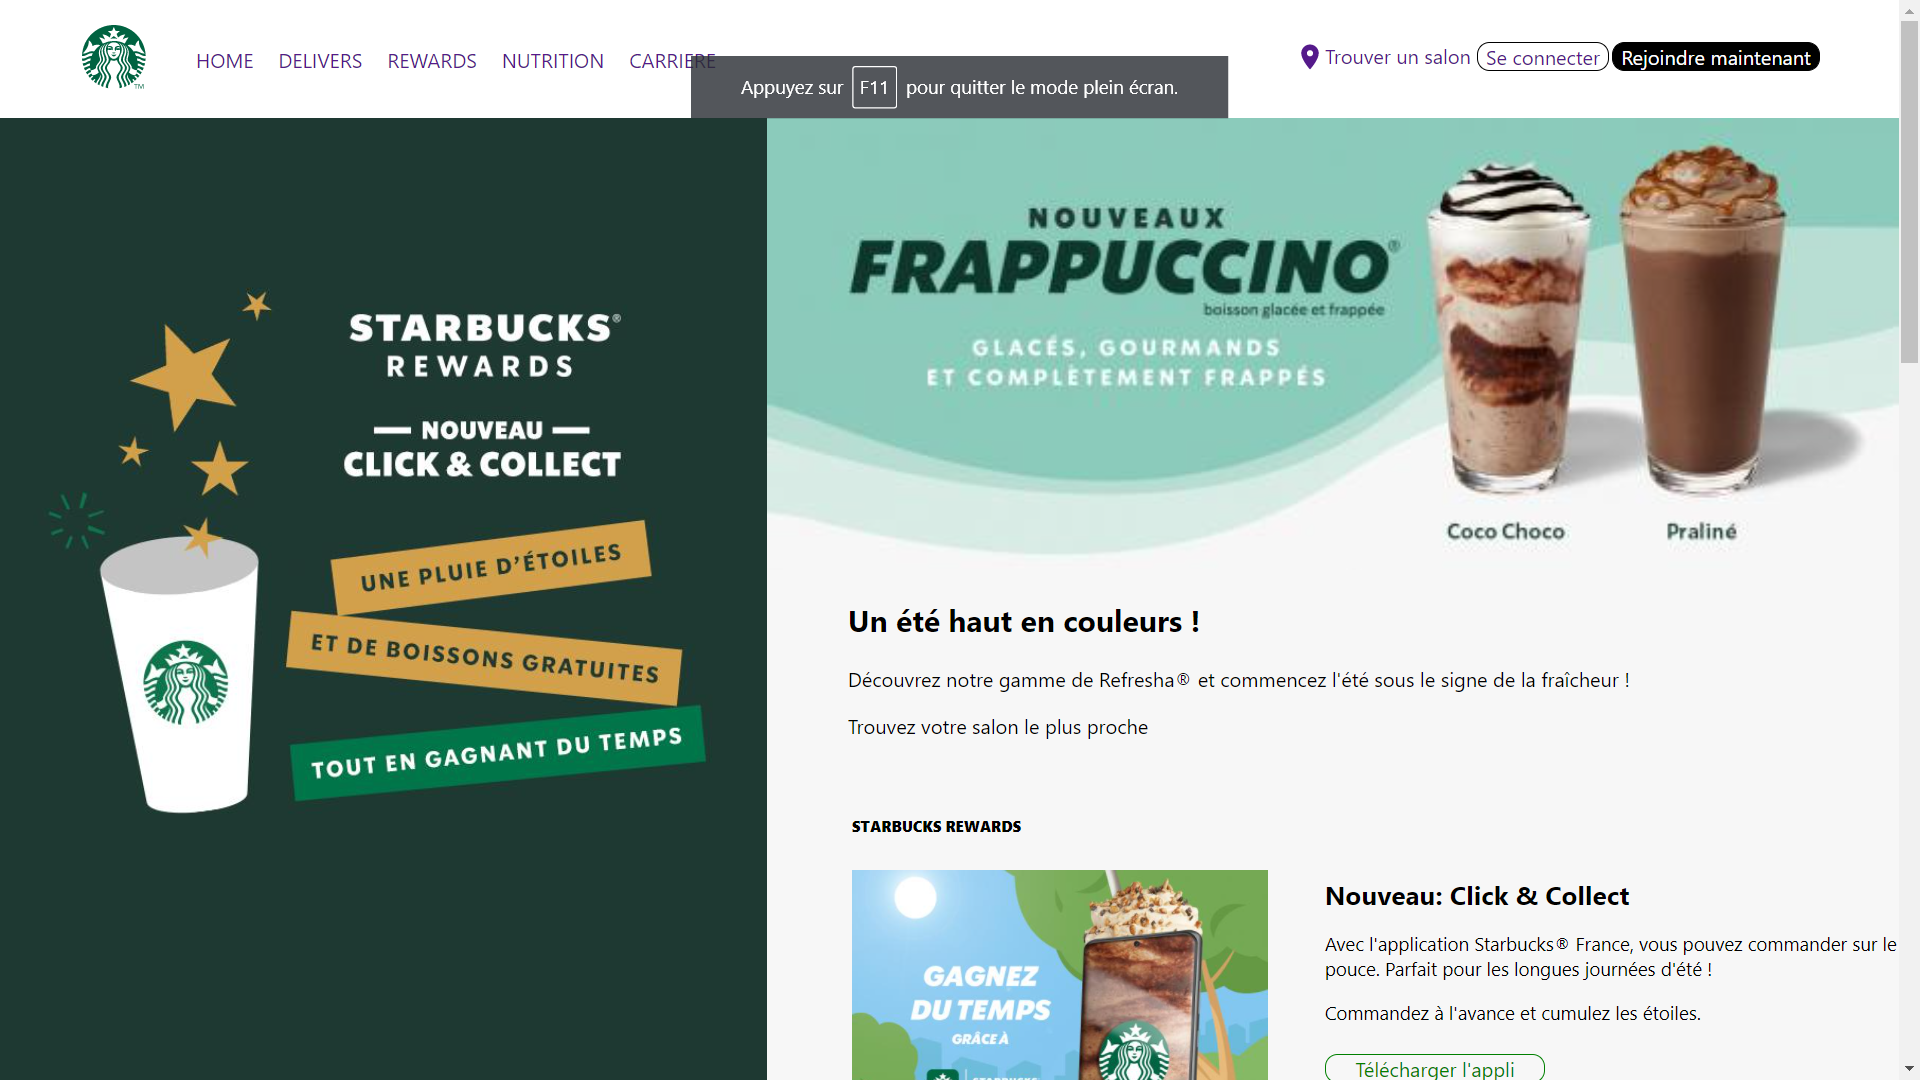 HOME DELIVERS REWARDS NUTRITION CARRIERE
Trouver un salon Se connecter Rejoindre maintenant
Appuyez sur F11 pour quitter le mode plein écran.
TM
STARBUCKS®
REWARDS
NOUVEAU
CLICK & COLLECT
UNE PLUIE D'ÉTOILES
ET DE BOISSONS GRATUITES
TOUT EN GAGNANT DU TEMPS
NOUVEAUX
FRAPPUCCINO®
boisson glacée et frappée
GLACÉS, GOURMANDS
ET COMPLÈTEMENT FRAPPÉS
Coco Choco
Praliné
Un été haut en couleurs !
Découvrez notre gamme de Refresha® et commencez l'été sous le signe de la fraîcheur !
Trouvez votre salon le plus proche
STARBUCKS REWARDS
GAGNEZ
DU TEMPS
GRÂCE À
Nouveau: Click & Collect
Avec l'application Starbucks® France, vous pouvez commander sur le
pouce. Parfait pour les longues journées d'été !
Commandez à l'avance et cumulez les étoiles.
Télécharger l'appli